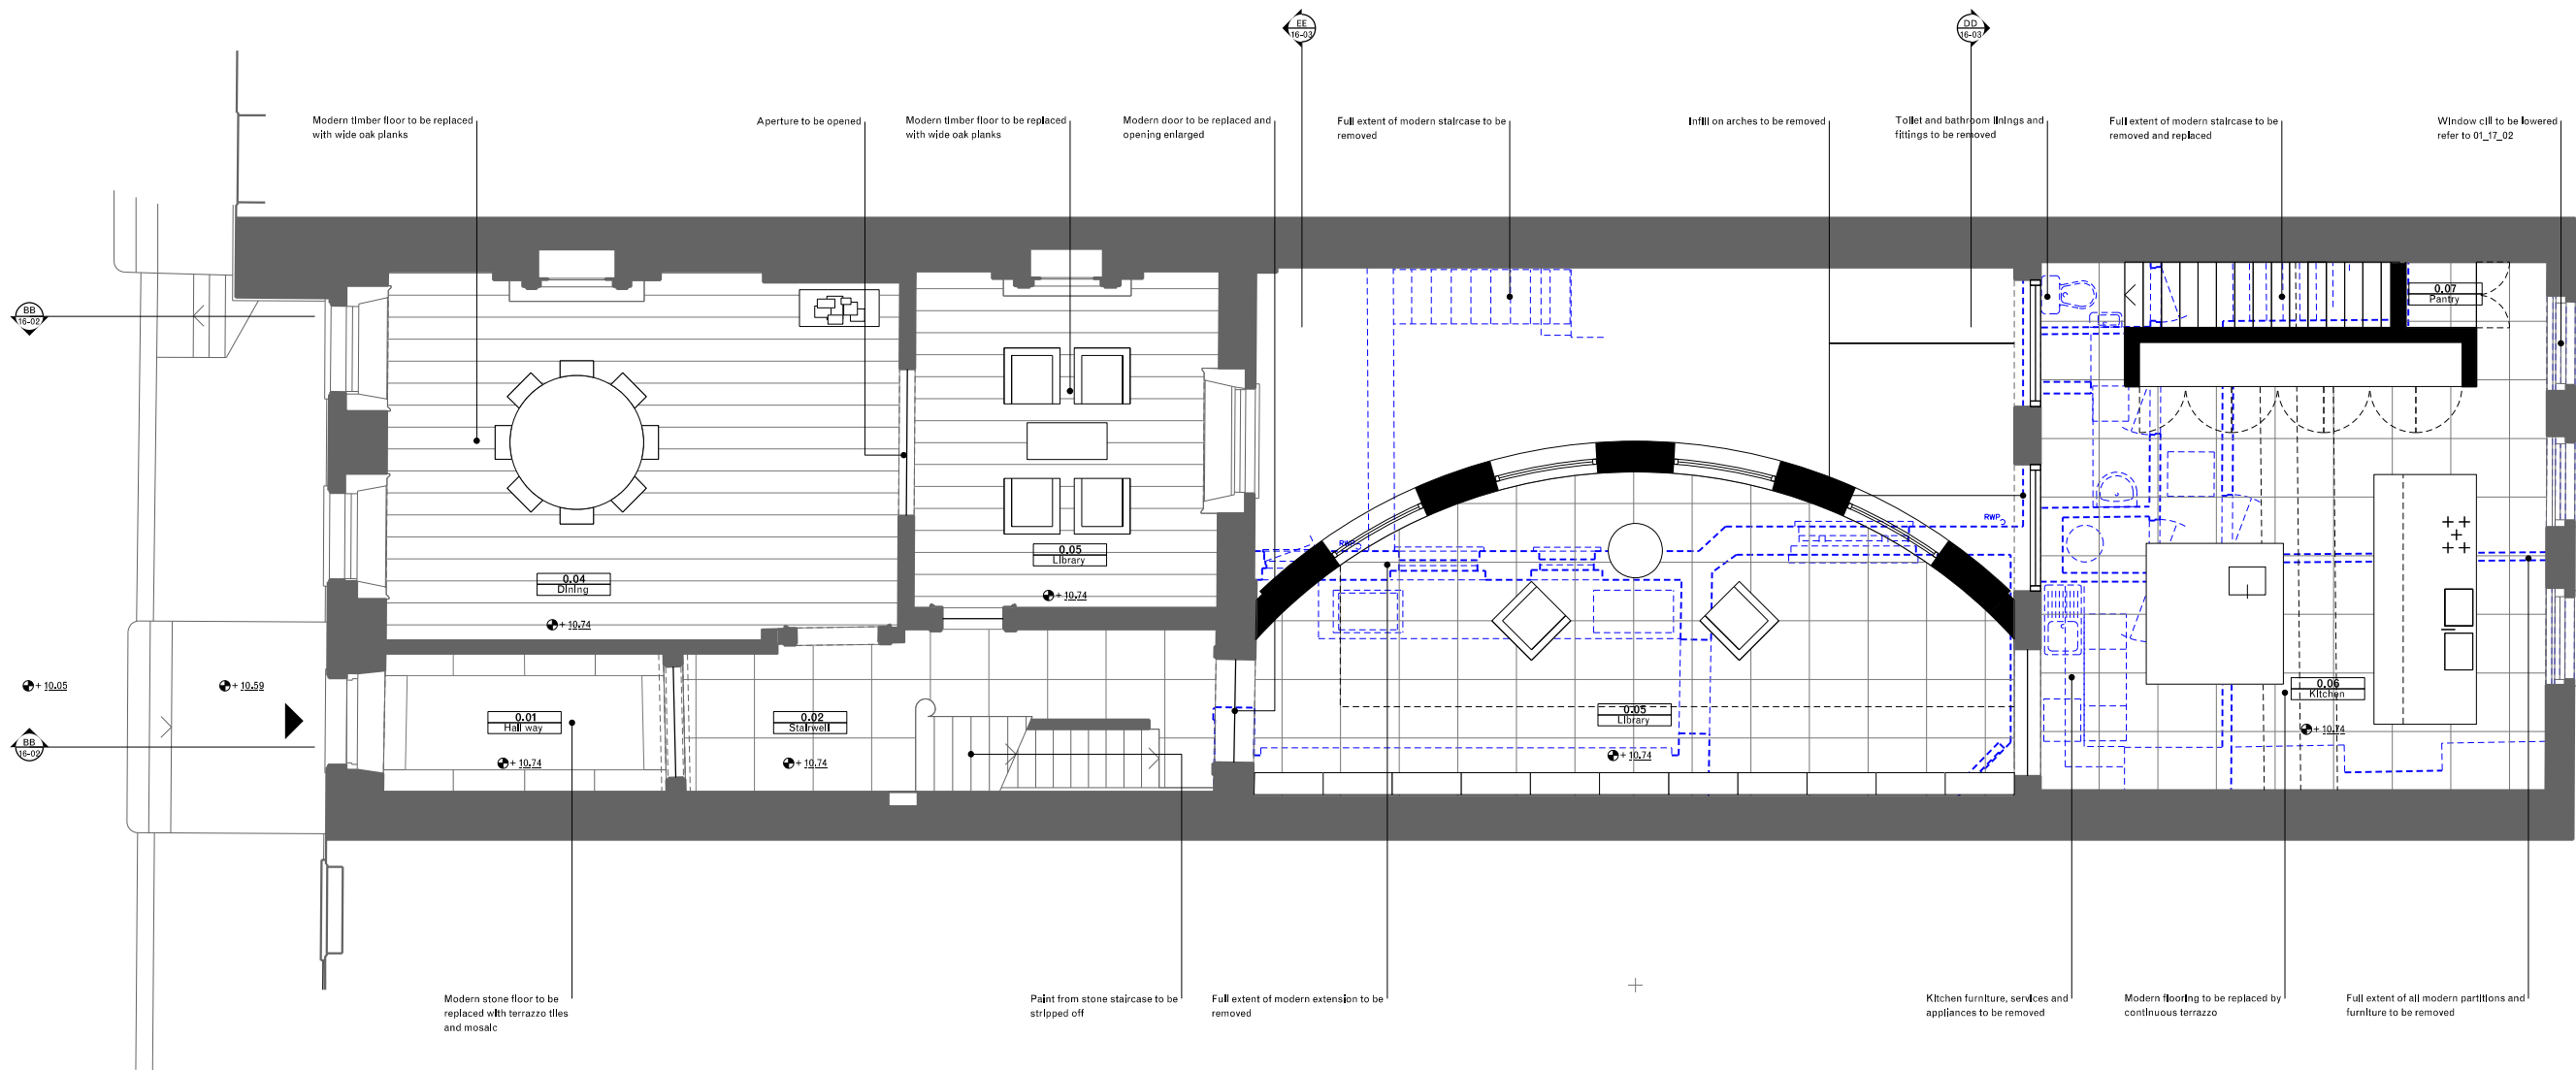 EE
16-03
DD
16-03
Modern timber floor to be replaced
with wide oak planks
Aperture to be opened
Modern timber floor to be replaced
with wide oak planks
Modern door to be replaced and
opening enlarged
Full extent of modern staircase to be
removed
Infill on arches to be removed
Toilet and bathroom linings and
fittings to be removed
Full extent of modern staircase to be
removed and replaced
Window cill to be lowered
refer to 01_17_02
BB
16-02
0.07
Pantry
RWP
RWP
0.05
Library
+ 10.74
0.04
Dining
+ 10.74
+ 10.05
+ 10.59
BB
16-02
0.01
Hall way
+ 10.74
0.02
Stairwell
+ 10.74
0.05
Library
+ 10.74
0.06
Kitchen
+ 10.74
Modern stone floor to be
replaced with terrazzo tiles
and mosaic
Paint from stone staircase to be
stripped off
Full extent of modern extension to be
removed
Kitchen furniture, services and
appliances to be removed
Modern flooring to be replaced by
continuous terrazzo
Full extent of all modern partitions and
furniture to be removed